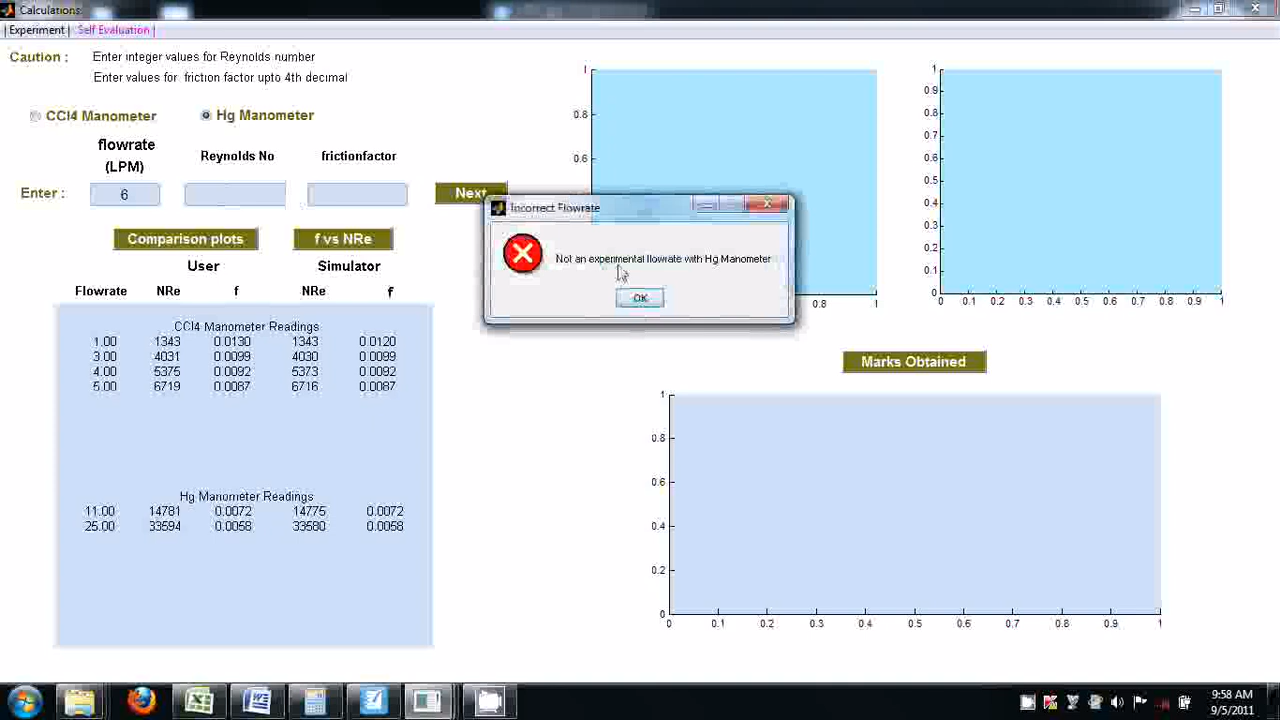 Calculations:
| Experiment | Self Evaluation |
Caution : Enter integer values for Reynolds number
Enter values for friction factor upto 4th decimal
CCl4 Manometer Hg Manometer
flowrate
(LPM) Reynolds No frictionfactor
Enter : 6 Next
Comparison plots f vs NRe
User Simulator
Flowrate NRe f NRe f
CCl4 Manometer Readings
1.00 1343 0.0130 1343 0.0120
3.00 4031 0.0099 4030 0.0099
4.00 5375 0.0092 5373 0.0092
5.00 6719 0.0087 6716 0.0087
Hg Manometer Readings
11.00 14781 0.0072 14775 0.0072
25.00 33594 0.0058 33580 0.0058
Incorrect Flowrate
Not an expermental flowrate with Hg Manometer
OK
1
0.8
0.6
0.8 1
1
0.9
0.8
0.7
0.6
0.5
0.4
0.3
0.2
0.1
0
0 0.1 0.2 0.3 0.4 0.5 0.6 0.7 0.8 0.9 1
Marks Obtained
1
0.8
0.6
0.4
0.2
0
0 0.1 0.2 0.3 0.4 0.5 0.6 0.7 0.8 0.9 1
9:58 AM
9/5/2011